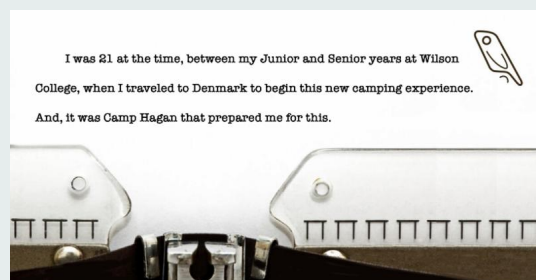 I was 21 at the time, between my Junior and Senior years at Wilson
College, when I traveled to Denmark to begin this new camping experience.
And, it was Camp Hagan that prepared me for this.